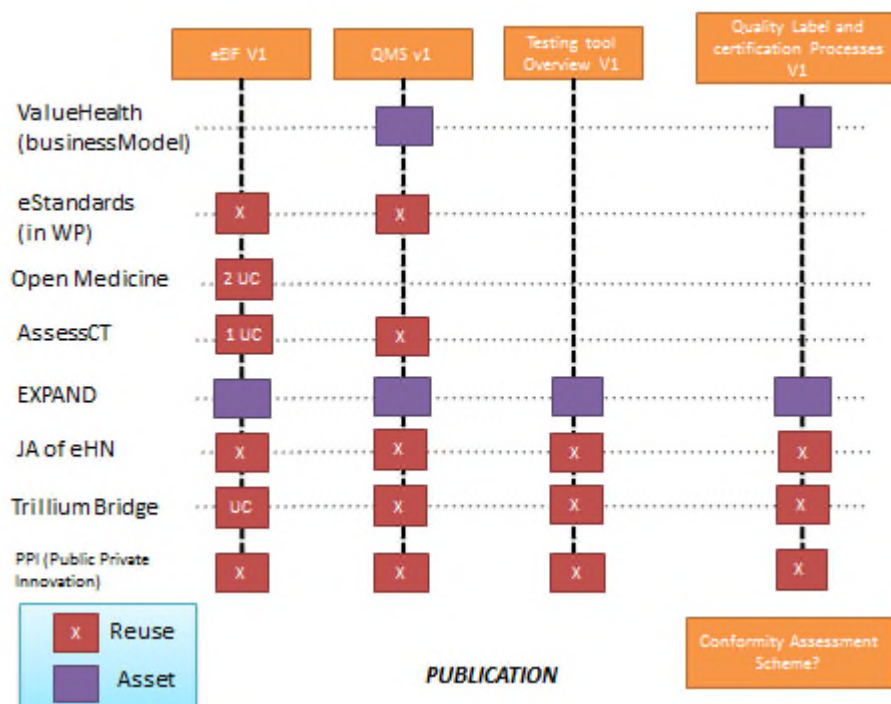 eEIF V1
QMS v1
Testing tool
Overview V1
Quality Label and
certification Processes
V1
ValueHealth
(businessModel)
eStandards
(in WP)
X
X
Open Medicine
2 UC
AssessCT
1 UC
X
EXPAND
JA of eHN
X
X
X
X
Trillium Bridge
UC
X
X
X
PPI (Public Private
Innovation)
X
X
X
X
X
Reuse
Asset
PUBLICATION
Conformity Assessment
Scheme?